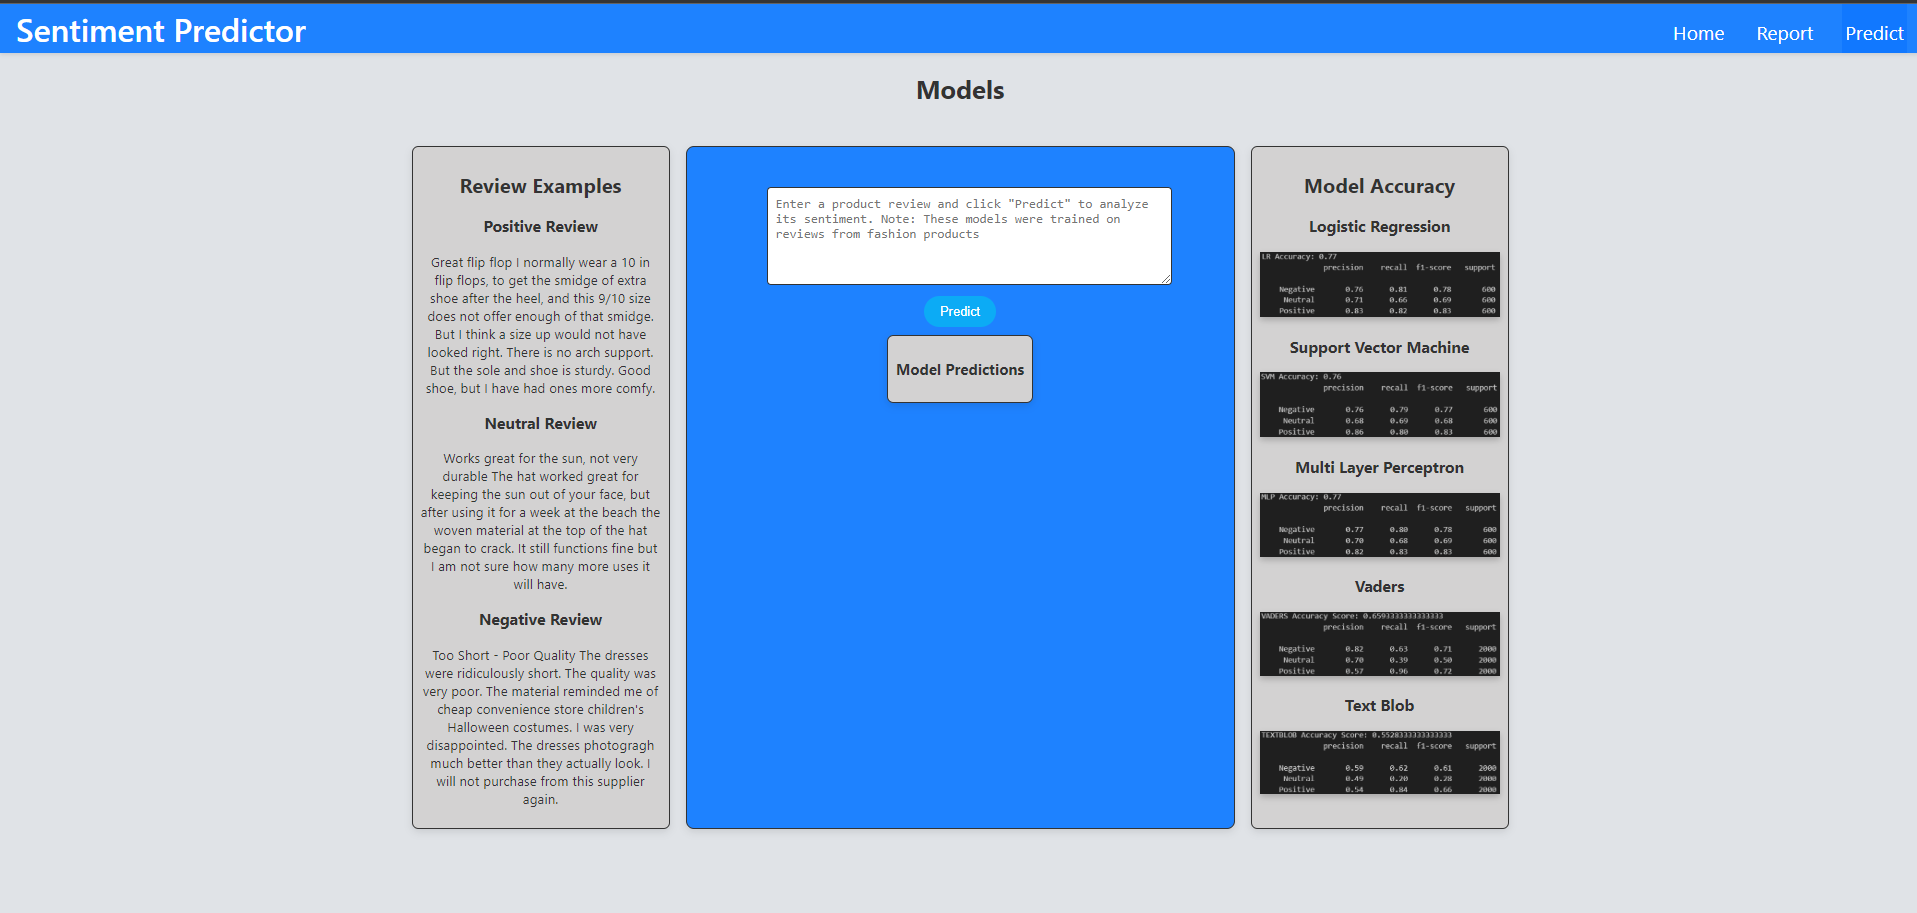 Sentiment Predictor
Home Report Predict
Models
Review Examples
Positive Review
Great flip flop I normally wear a 10 in
flip flops, to get the smidge of extra
shoe after the heel, and this 9/10 size
does not offer enough of that smidge.
But I think a size up would not have
looked right. There is no arch support.
But the sole and shoe is sturdy. Good
shoe, but I have had ones more comfy.
Neutral Review
Works great for the sun, not very
durable The hat worked great for
keeping the sun out of your face, but
after using it for a week at the beach the
woven material at the top of the hat
began to crack. It still functions fine but
I am not sure how many more uses it
will have.
Negative Review
Too Short - Poor Quality The dresses
were ridiculously short. The quality was
very poor. The material reminded me of
cheap convenience store children's
Halloween costumes. I was very
disappointed. The dresses photogragh
much better than they actually look. I
will not purchase from this supplier
again.
Enter a product review and click "Predict" to analyze
its sentiment. Note: These models were trained on
reviews from fashion products
Predict
Model Predictions
Model Accuracy
Logistic Regression
LR Accuracy: 0.77
precision recall f1-score support
Negative 0.76 0.81 0.78 600
Neutral 0.71 0.66 0.69 600
Positive 0.83 0.82 0.83 600
Support Vector Machine
SVM Accuracy: 0.76
precision recall f1-score support
Negative 0.76 0.79 0.77 600
Neutral 0.68 0.69 0.68 600
Positive 0.86 0.80 0.83 600
Multi Layer Perceptron
MLP Accuracy: 0.77
precision recall f1-score support
Negative 0.77 0.80 0.78 600
Neutral 0.70 0.68 0.69 600
Positive 0.82 0.83 0.83 600
Vaders
VADERS Accuracy Score: 0.6593333333333333
precision recall f1-score support
Negative 0.82 0.63 0.71 2000
Neutral 0.70 0.39 0.50 2000
Positive 0.57 0.96 0.72 2000
Text Blob
TEXTBLOB Accuracy Score: 0.5528333333333333
precision recall f1-score support
Negative 0.59 0.62 0.61 2000
Neutral 0.49 0.20 0.28 2000
Positive 0.54 0.84 0.66 2000